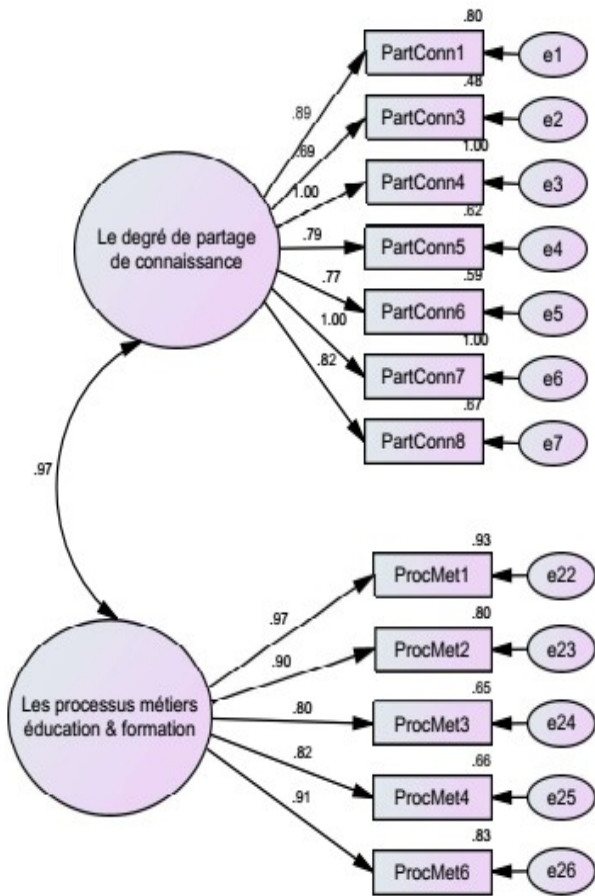 .80
PartConn1
e1
.89
.48
PartConn3
e2
.69
1.00
PartConn4
e3
1.00
.62
PartConn5
e4
.79
.59
PartConn6
e5
.77
1.00
PartConn7
e6
1.00
.67
PartConn8
e7
.82
Le degré de partage
de connaissance
.97
.93
ProcMet1
e22
.97
.80
ProcMet2
e23
.90
.65
ProcMet3
e24
.80
.66
ProcMet4
e25
.82
.83
ProcMet6
e26
.91
Les processus métiers
éducation & formation